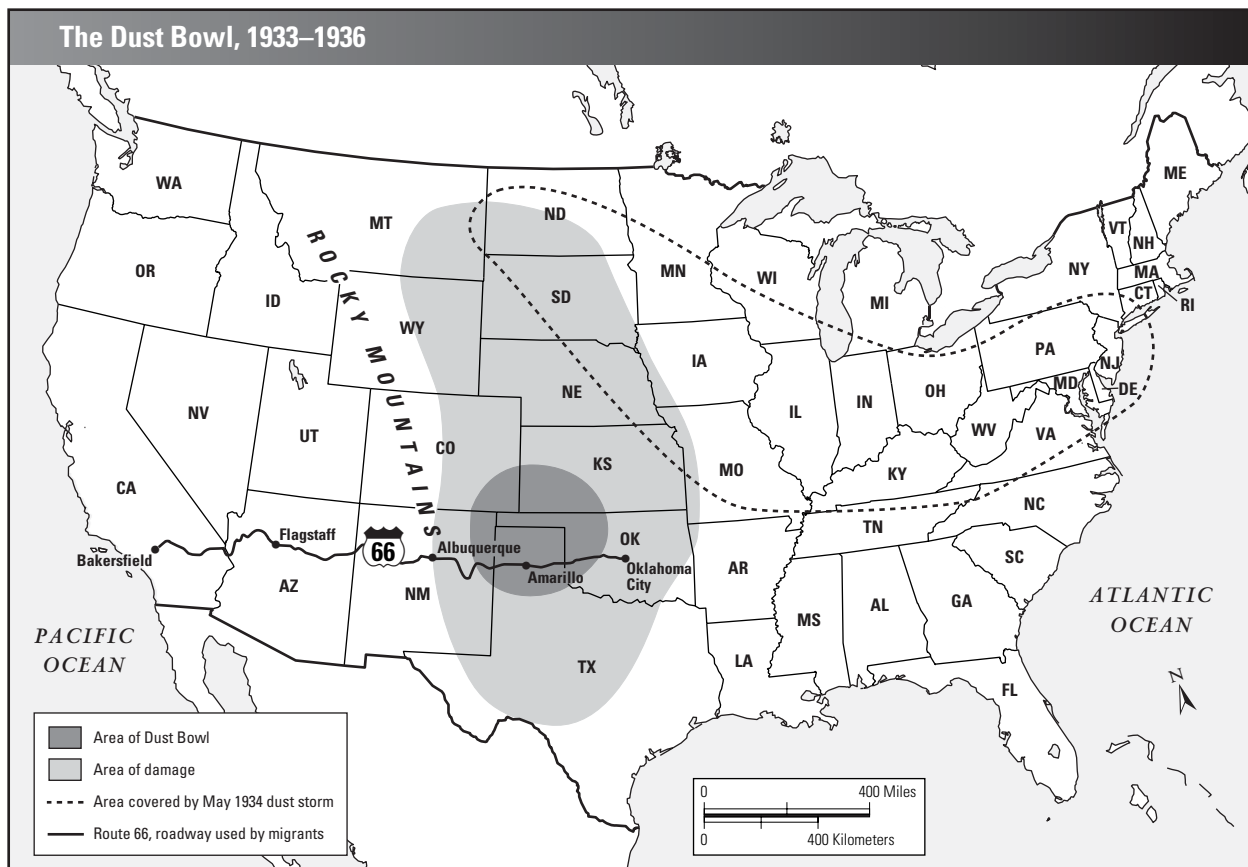 The Dust Bowl, 1933–1936
WA
MT
ND
MN
ME
VT
NH
OR
ID
WY
SD
WI
MI
NY
MA
CT
RI
ROCKY MOUNTAINS
NV
UT
CO
NE
IA
IL
IN
OH
PA
NJ
MD
DE
WV
VA
CA
KS
MO
KY
NC
TN
Bakersfield
Flagstaff
66
Albuquerque
Amarillo
OK
Oklahoma
City
AZ
NM
AR
SC
MS
AL
GA
TX
LA
FL
PACIFIC
OCEAN
ATLANTIC
OCEAN
N
Area of Dust Bowl
Area of damage
Area covered by May 1934 dust storm
Route 66, roadway used by migrants
0 400 Miles
0 400 Kilometers